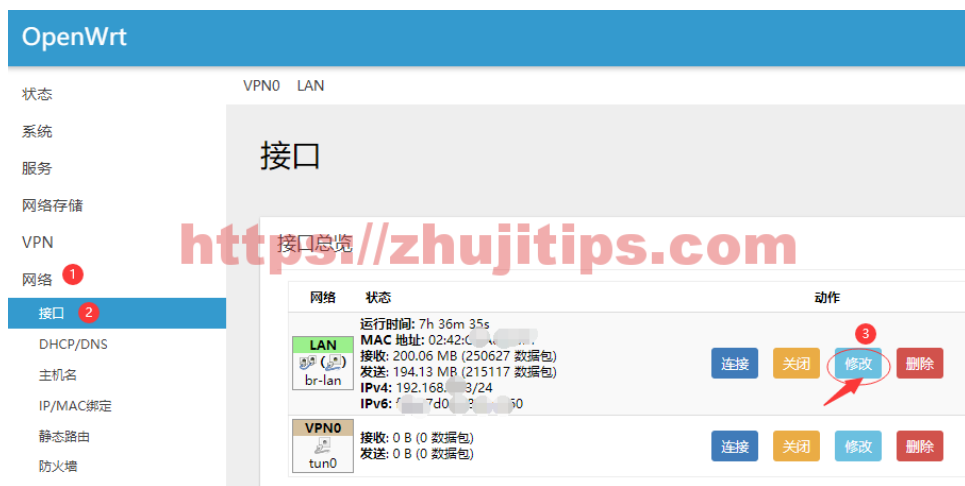 OpenWrt
VPN0 LAN
状态
系统
服务
网络存储
VPN
网络 1
接口 2
DHCP/DNS
主机名
IP/MAC绑定
静态路由
防火墙
接口
https://zhujitips.com
接口总览
网络 状态 动作
3
LAN
br-lan
运行时间: 7h 36m 35s
MAC 地址: 02:42:
接收: 200.06 MB (250627 数据包)
发送: 194.13 MB (215117 数据包)
IPv4: 192.168. 3/24
IPv6: 7d0
连接 关闭 修改 删除
VPN0
tun0
接收: 0 B (0 数据包)
发送: 0 B (0 数据包)
连接 关闭 修改 删除